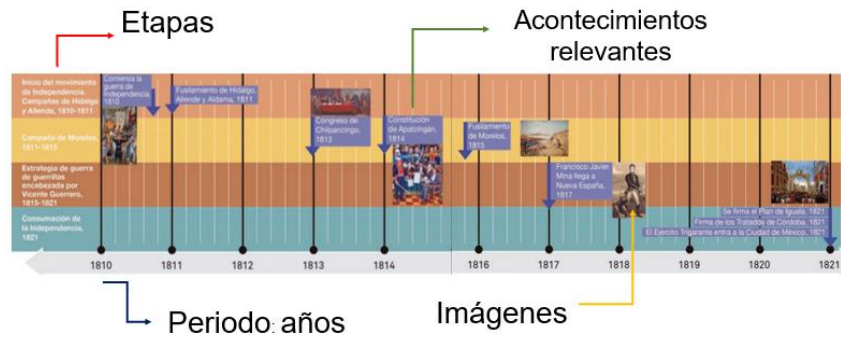 Etapas
Acontecimientos
relevantes
Inicio del movimiento
de Independencia.
Campañas de Hidalgo
y Allende, 1810-1811
Comienza la
guerra de
Independencia,
1810
Fusilamiento de Hidalgo,
Allende y Aldama, 1811
Congreso de
Chilpancingo,
1813
Constitución
de Apatzingán,
1814
Campaña de Morelos,
1811-1815
Fusilamiento
de Morelos,
1815
Estrategia de guerra
de guerrillas
encabezada por
Vicente Guerrero,
1815-1821
Francisco Javier
Mina llega a
Nueva España,
1817
Consumación de
la Independencia,
1821
Se firma el Plan de Iguala, 1821
Firma de los Tratados de Córdoba, 1821
El Ejército Trigarante entra a la Ciudad de México, 1821
1810 1811 1812 1813 1814 1816 1817 1818 1819 1820 1821
Periodo: años
Imágenes